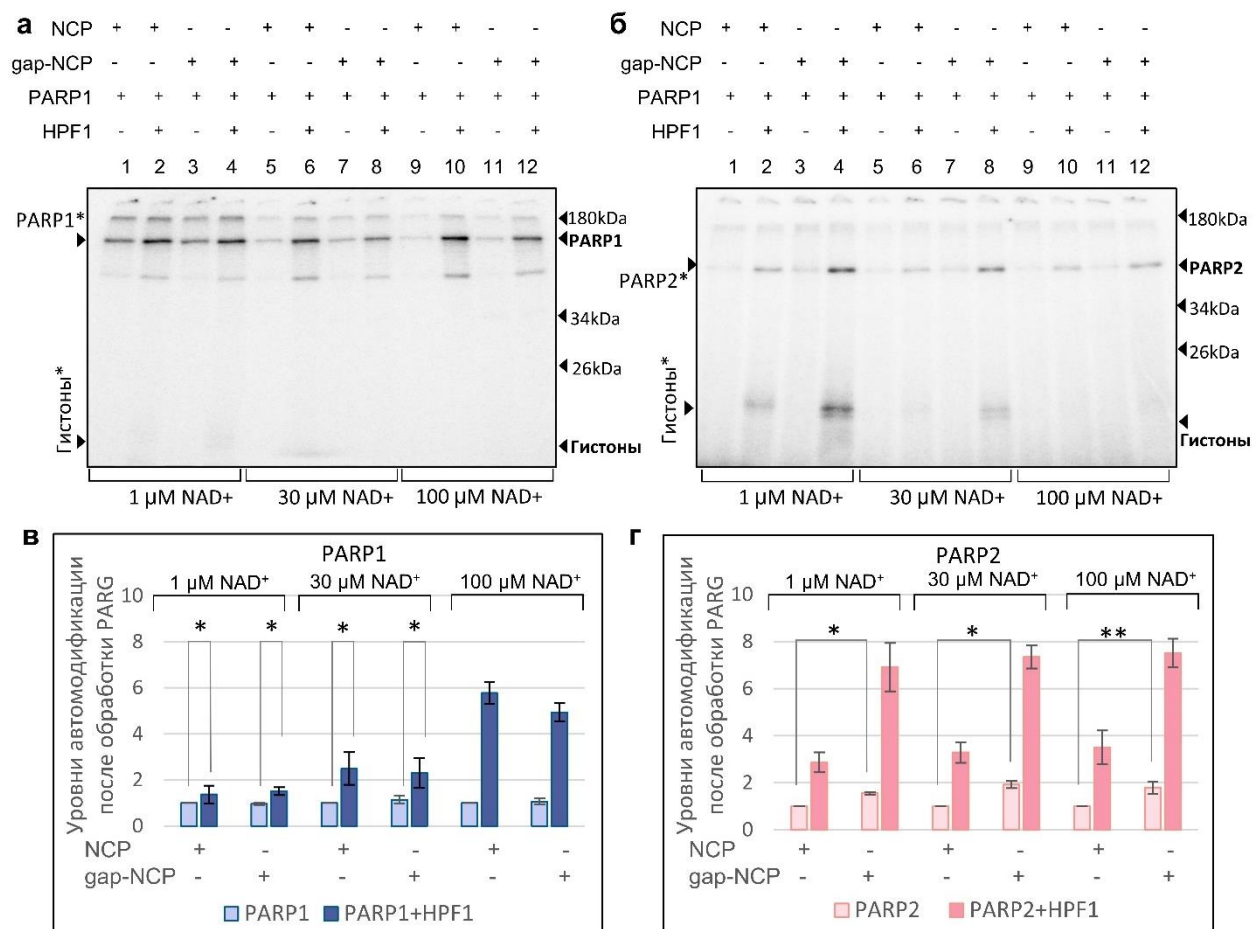 а
NCP + + - - + + - - + + - -
gap-NCP - - + + - - + + - - + +
PARP1 + + + + + + + + + + + +
HPF1 - + - + - + - + - + - +
1 2 3 4 5 6 7 8 9 10 11 12
PARP1*
180kDa
PARP1
34kDa
26kDa
Гистоны*
Гистоны
1 µM NAD+ 30 µM NAD+ 100 µM NAD+
б
NCP + + - - + + - - + + - -
gap-NCP - - + + - - + + - - + +
PARP1 + + + + + + + + + + + +
HPF1 - + - + - + - + - + - +
1 2 3 4 5 6 7 8 9 10 11 12
180kDa
PARP2
PARP2*
34kDa
26kDa
Гистоны*
Гистоны
1 µM NAD+ 30 µM NAD+ 100 µM NAD+
в
PARP1
1 µM NAD⁺ 30 µM NAD⁺ 100 µM NAD⁺
Уровни автомодификации
после обработки PARG
10
8
6
4
2
0
* * * *
NCP + - + - + -
gap-NCP - + - + - +
PARP1 PARP1+HPF1
г
PARP2
1 µM NAD⁺ 30 µM NAD⁺ 100 µM NAD⁺
Уровни автомодификации
после обработки PARG
10
8
6
4
2
0
* * **
NCP + - + - + -
gap-NCP - + - + - +
PARP2 PARP2+HPF1